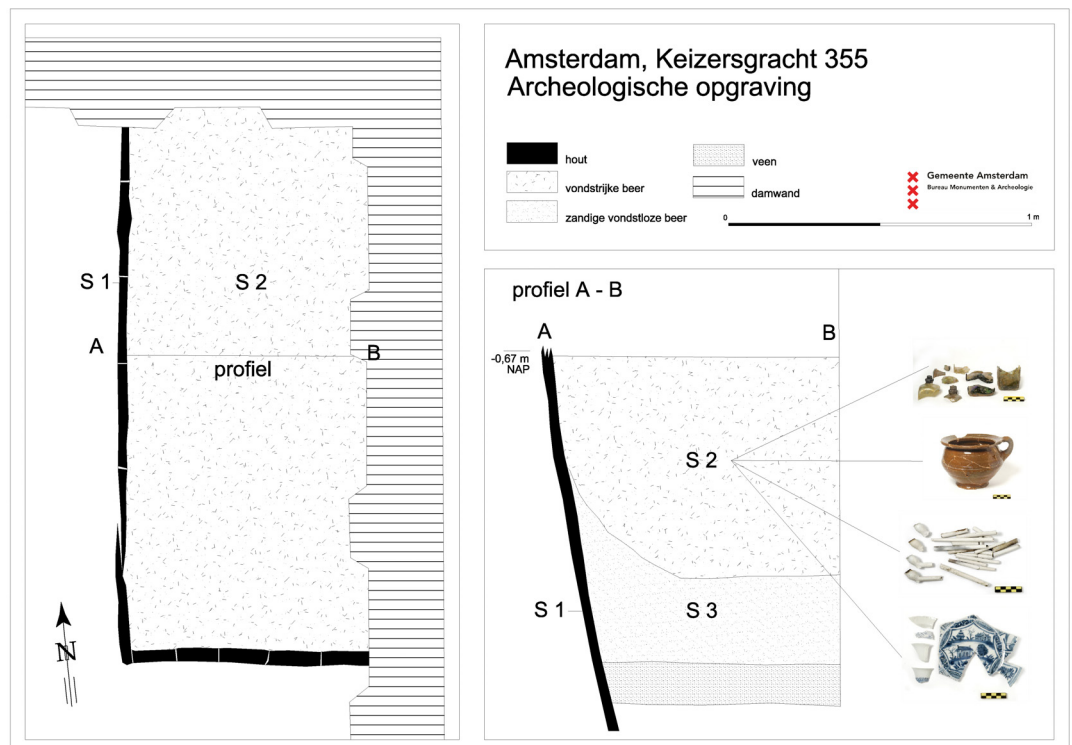 S 1
S 2
A
B
profiel
N
Amsterdam, Keizersgracht 355
Archeologische opgraving
hout
vondstrijke beer
zandige vondstloze beer
veen
damwand
Gemeente Amsterdam
Bureau Monumenten & Archeologie
0
1 m
profiel A - B
A
B
-0,67 m
NAP
S 2
S 1
S 3